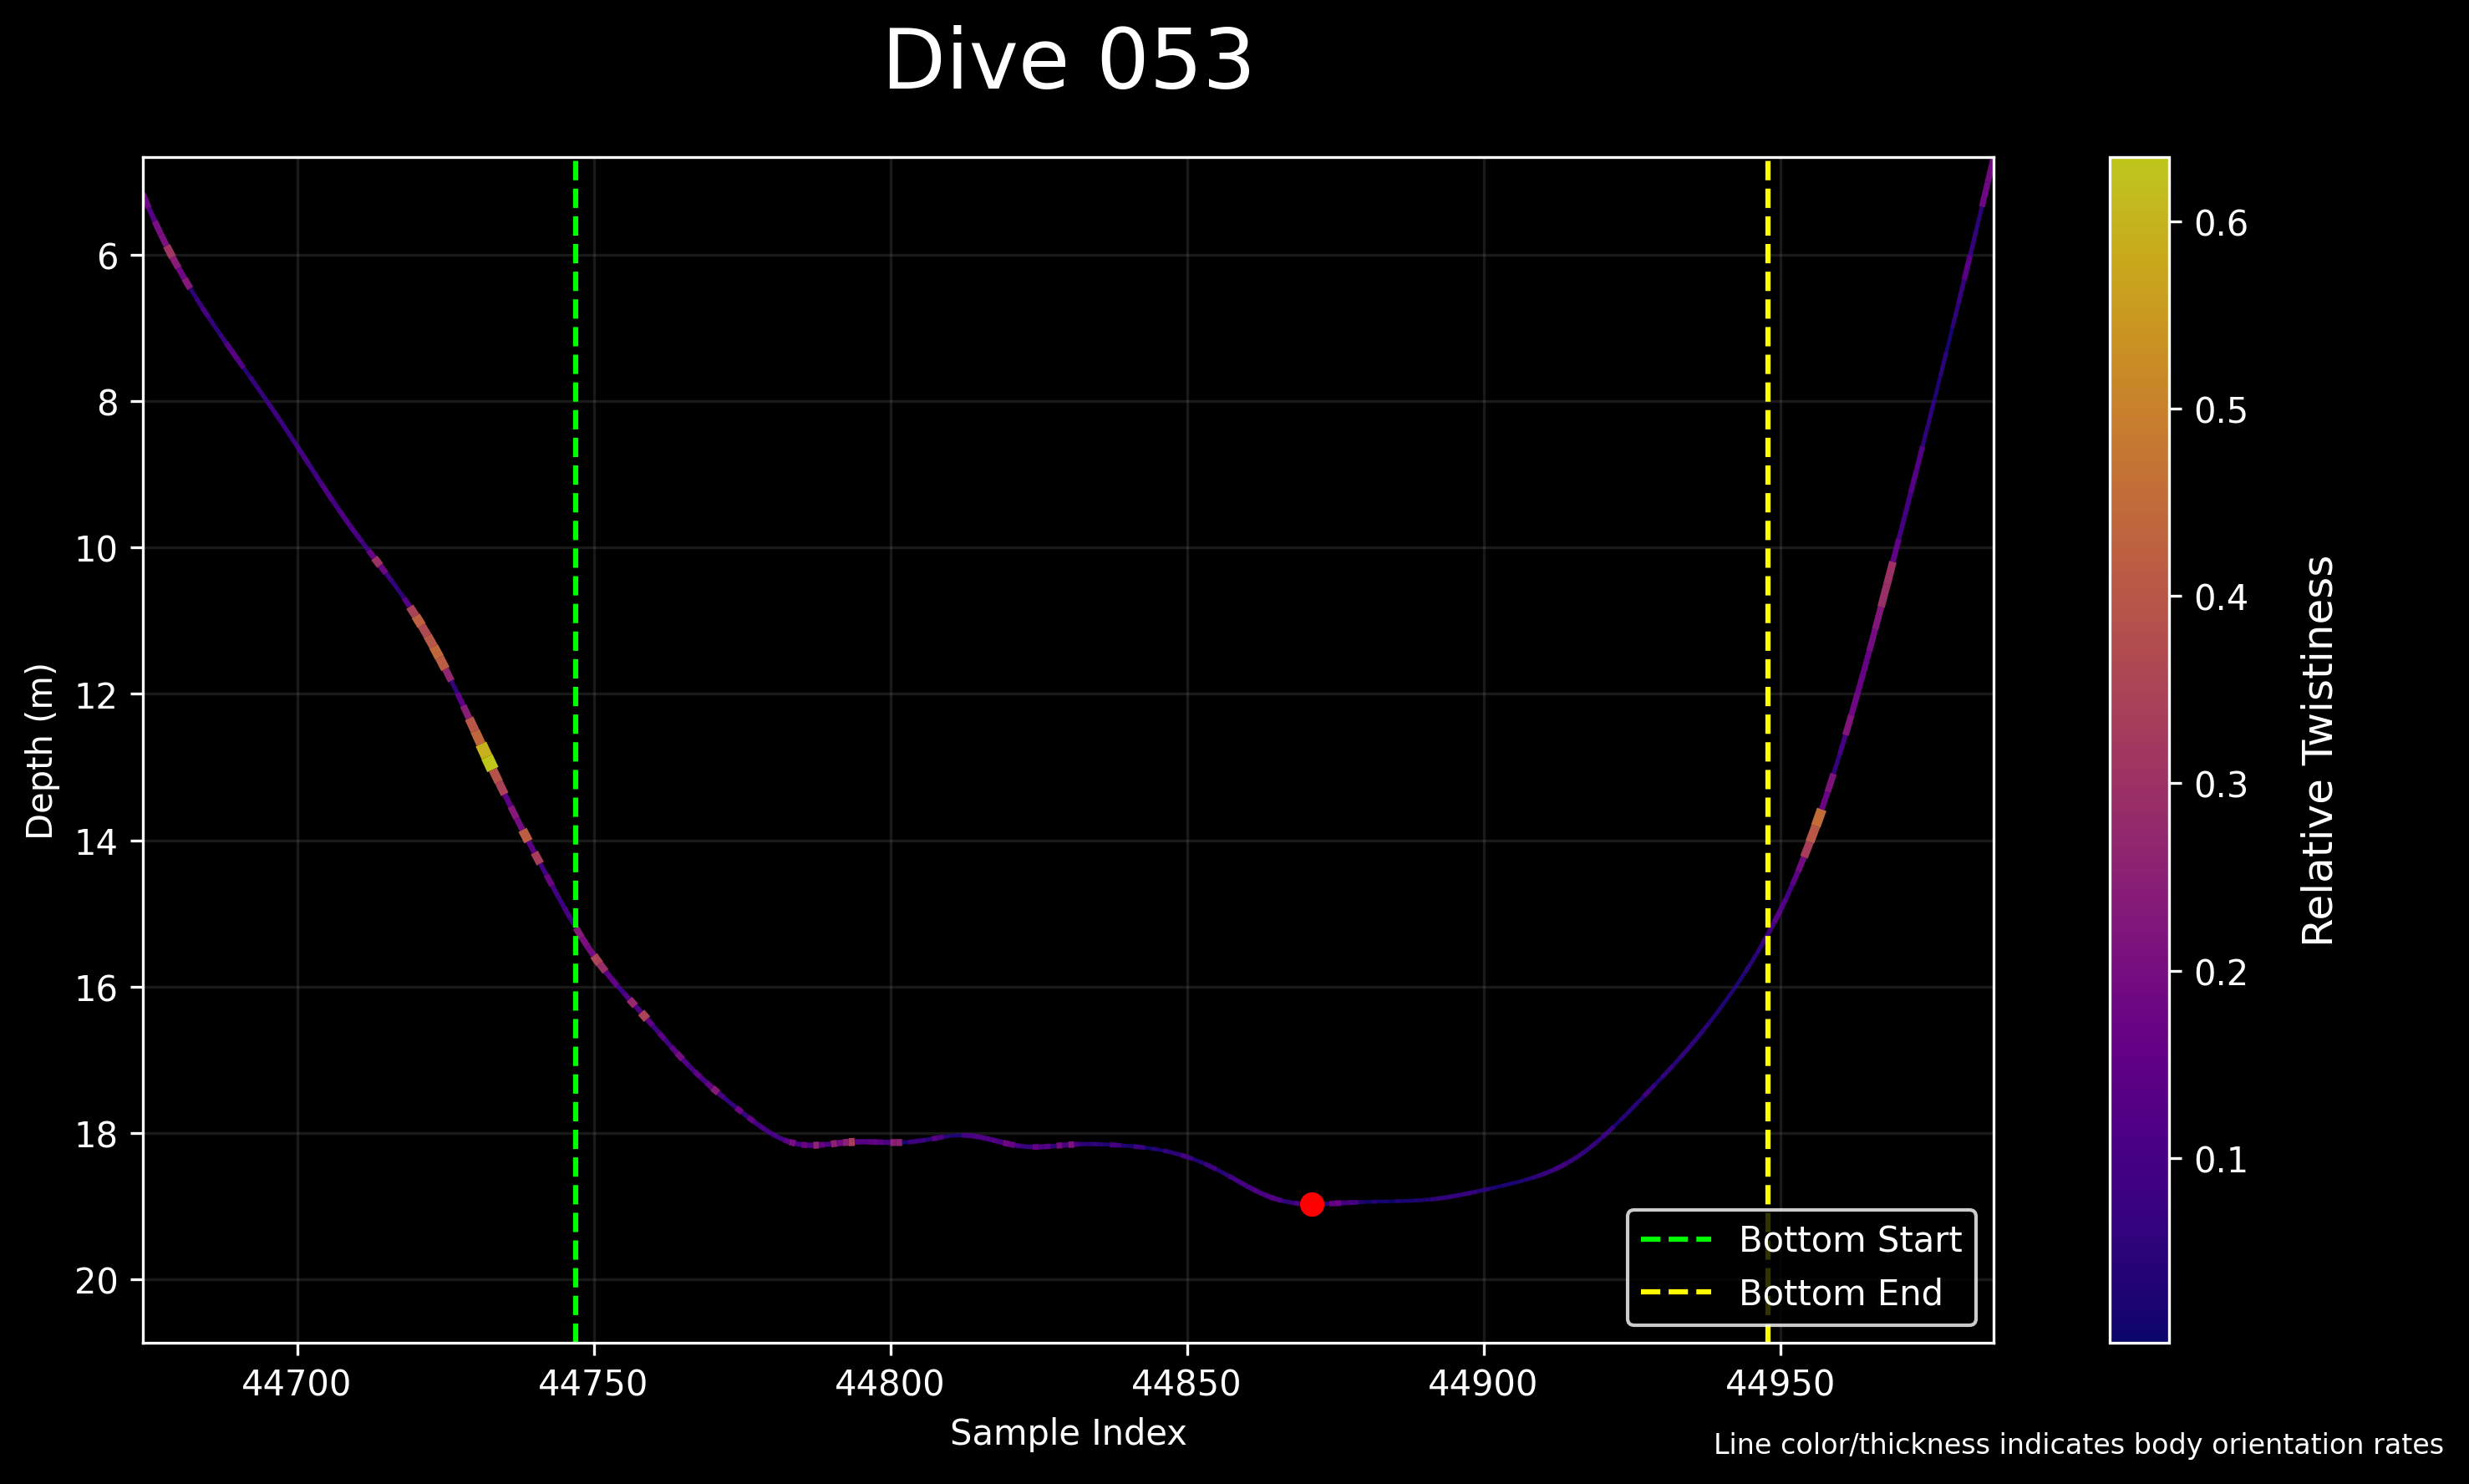 Dive 053
6
8
10
12
14
16
18
20
Depth (m)
44700 44750 44800 44850 44900 44950
Sample Index
Bottom Start
Bottom End
0.6
0.5
0.4
0.3
0.2
0.1
Relative Twistiness
Line color/thickness indicates body orientation rates